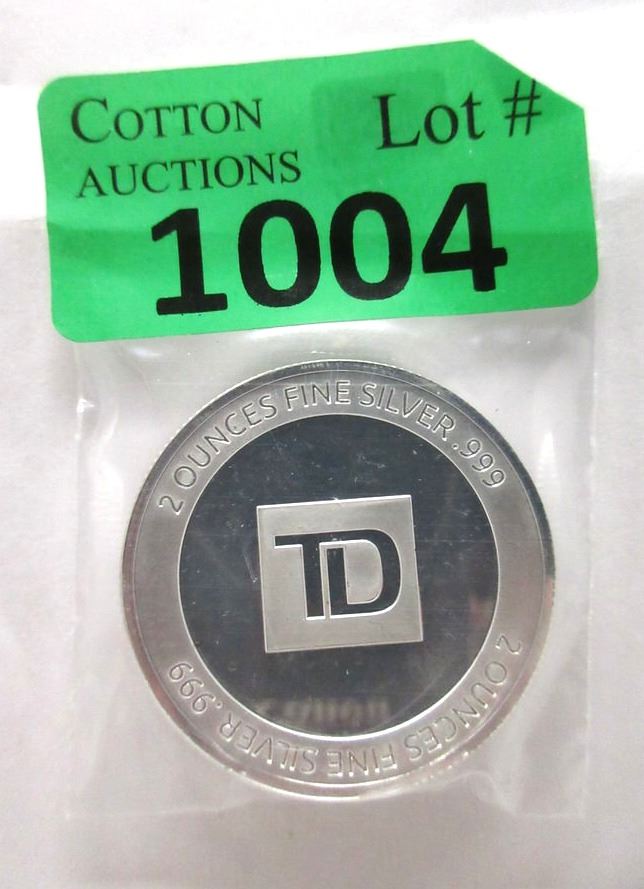 COTTON AUCTIONS
Lot #
1004
2 OUNCES FINE SILVER .999
TD
2 OUNCES FINE SILVER .999